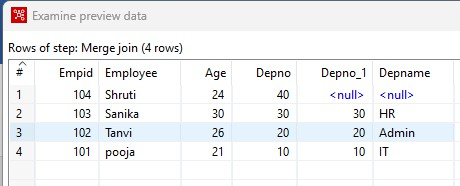 Examine preview data
Rows of step: Merge join (4 rows)
# Empid Employee Age Depno Depno_1 Depname
1 104 Shruti 24 40 <null> <null>
2 103 Sanika 30 30 30 HR
3 102 Tanvi 26 20 20 Admin
4 101 pooja 21 10 10 IT